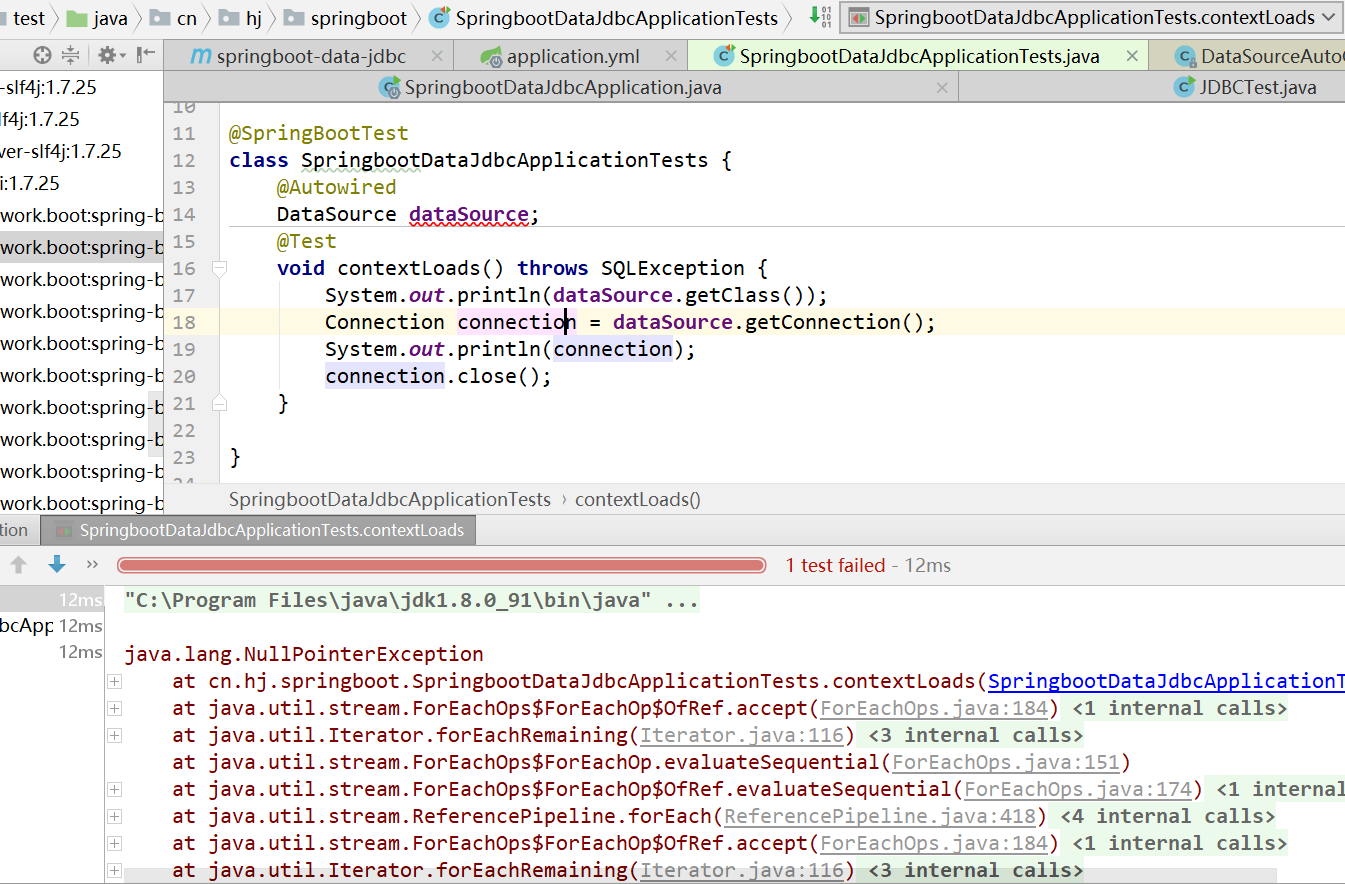 test java cn hj springboot SpringbootDataJdbcApplicationTests SpringbootDataJdbcApplicationTests.contextLoads
springboot-data-jdbc application.yml SpringbootDataJdbcApplicationTests.java DataSourceAuto
SpringbootDataJdbcApplication.java JDBCTest.java
-slf4j:1.7.25
lf4j:1.7.25
ver-slf4j:1.7.25
i:1.7.25
work.boot:spring-b
work.boot:spring-b
work.boot:spring-b
work.boot:spring-b
work.boot:spring-b
work.boot:spring-b
work.boot:spring-b
work.boot:spring-b
work.boot:spring-b
work.boot:spring-b
10
11 @SpringBootTest
12 class SpringbootDataJdbcApplicationTests {
13 @Autowired
14 DataSource dataSource;
15 @Test
16 void contextLoads() throws SQLException {
17 System.out.println(dataSource.getClass());
18 Connection connection = dataSource.getConnection();
19 System.out.println(connection);
20 connection.close();
21 }
22
23 }
24
SpringbootDataJdbcApplicationTests › contextLoads()
tion SpringbootDataJdbcApplicationTests.contextLoads
» 1 test failed - 12ms
12ms "C:\Program Files\java\jdk1.8.0_91\bin\java" ...
bcApp 12ms
12ms java.lang.NullPointerException
at cn.hj.springboot.SpringbootDataJdbcApplicationTests.contextLoads(SpringbootDataJdbcApplicationT
at java.util.stream.ForEachOps$ForEachOp$OfRef.accept(ForEachOps.java:184) <1 internal calls>
at java.util.Iterator.forEachRemaining(Iterator.java:116) <3 internal calls>
at java.util.stream.ForEachOps$ForEachOp.evaluateSequential(ForEachOps.java:151)
at java.util.stream.ForEachOps$ForEachOp$OfRef.evaluateSequential(ForEachOps.java:174) <1 internal
at java.util.stream.ReferencePipeline.forEach(ReferencePipeline.java:418) <4 internal calls>
at java.util.stream.ForEachOps$ForEachOp$OfRef.accept(ForEachOps.java:184) <1 internal calls>
at java.util.Iterator.forEachRemaining(Iterator.java:116) <3 internal calls>